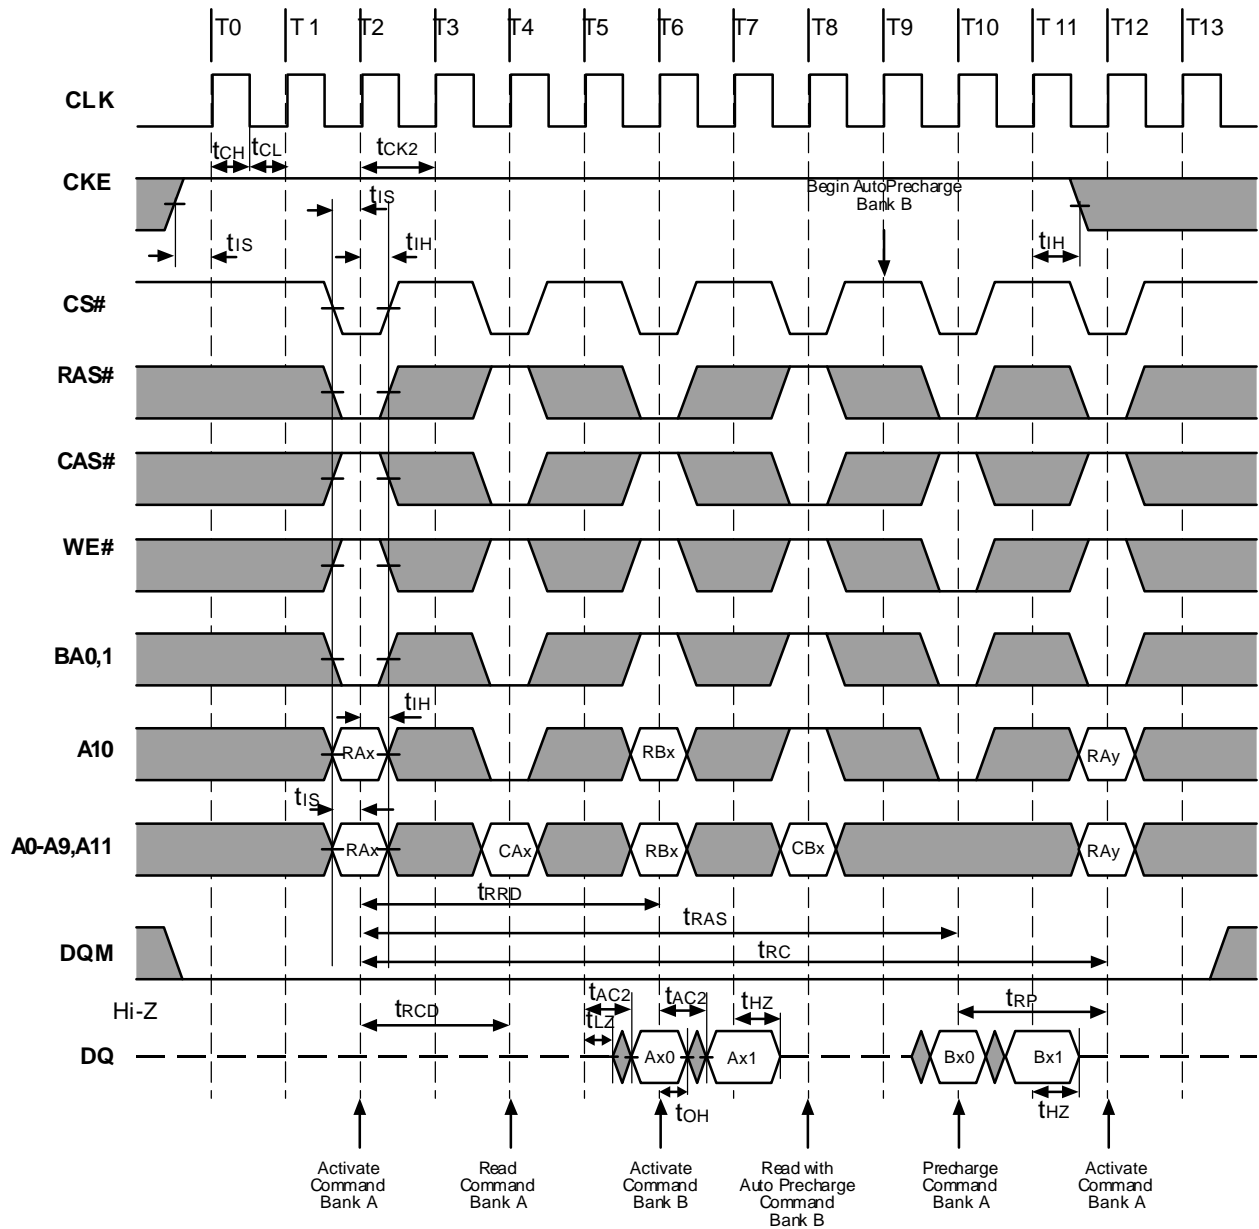 T0 T1 T2 T3 T4 T5 T6 T7 T8 T9 T10 T11 T12 T13
CLK
tCH tCL tCK2
CKE
Begin AutoPrecharge
Bank B
tIS
tIS tIH tIH
CS#
RAS#
CAS#
WE#
BA0,1
tIH
A10
RAx RBx RAy
tIS
A0-A9,A11
RAx CAx RBx CBx RAy
tRRD
tRAS
DQM
tRC
Hi-Z
tRCD tAC2 tAC2 tHZ tRP
tLZ
DQ
Ax0 Ax1 Bx0 Bx1
tOH tHZ
Activate
Command
Bank A
Read
Command
Bank A
Activate
Command
Bank B
Read with
Auto Precharge
Command
Bank B
Precharge
Command
Bank A
Activate
Command
Bank A